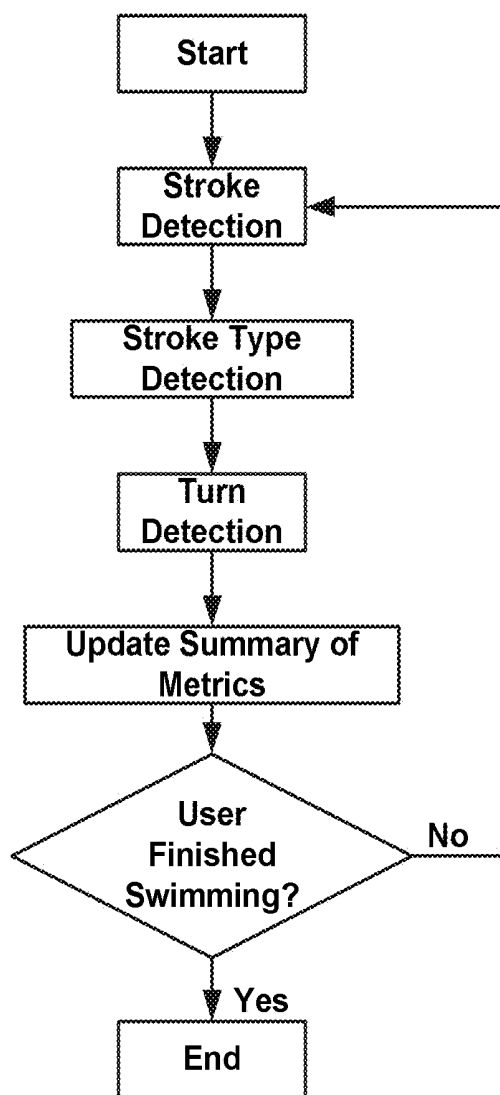 Start
Stroke
Detection
Stroke Type
Detection
Turn
Detection
Update Summary of
Metrics
User
Finished
Swimming?
No
Yes
End